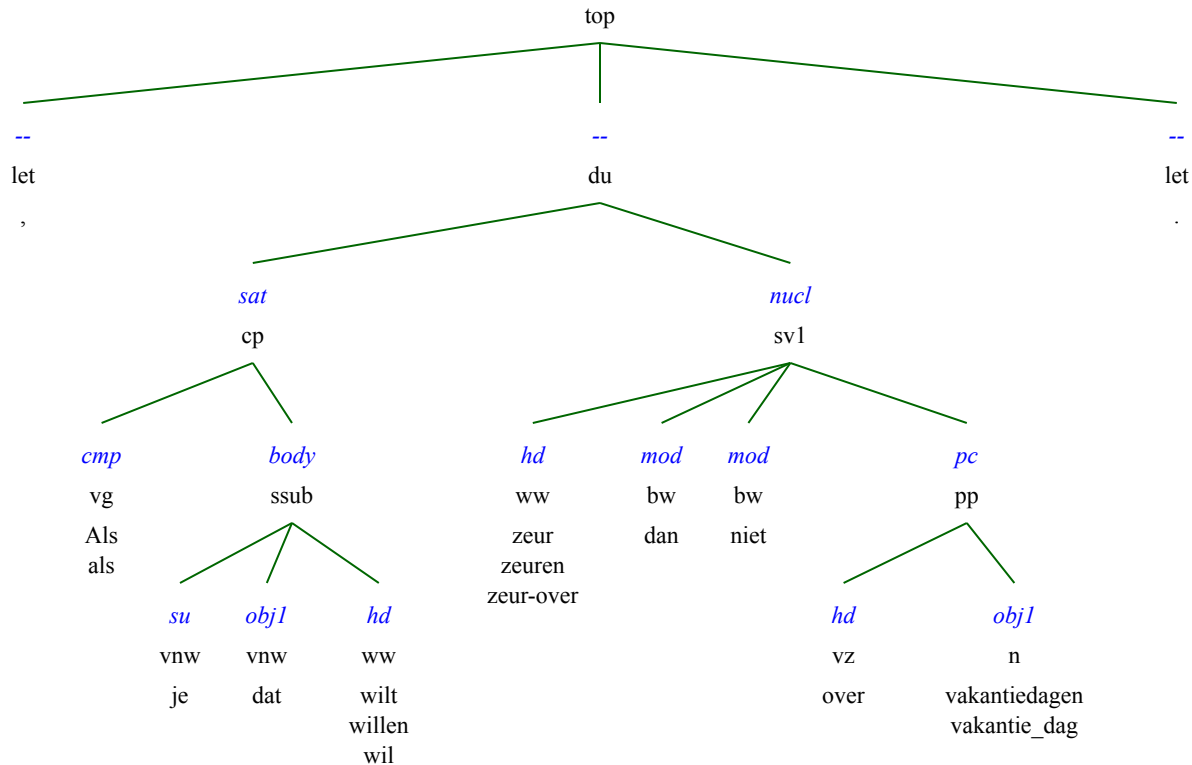 top
-- -- --
let du let
, .
sat nucl
cp sv1
cmp body hd mod mod pc
vg ssub ww bw bw pp
Als zeur dan niet
als zeuren
zeur-over
su obj1 hd hd obj1
vnw vnw ww vz n
je dat wilt over vakantiedagen
willen vakantie_dag
wil